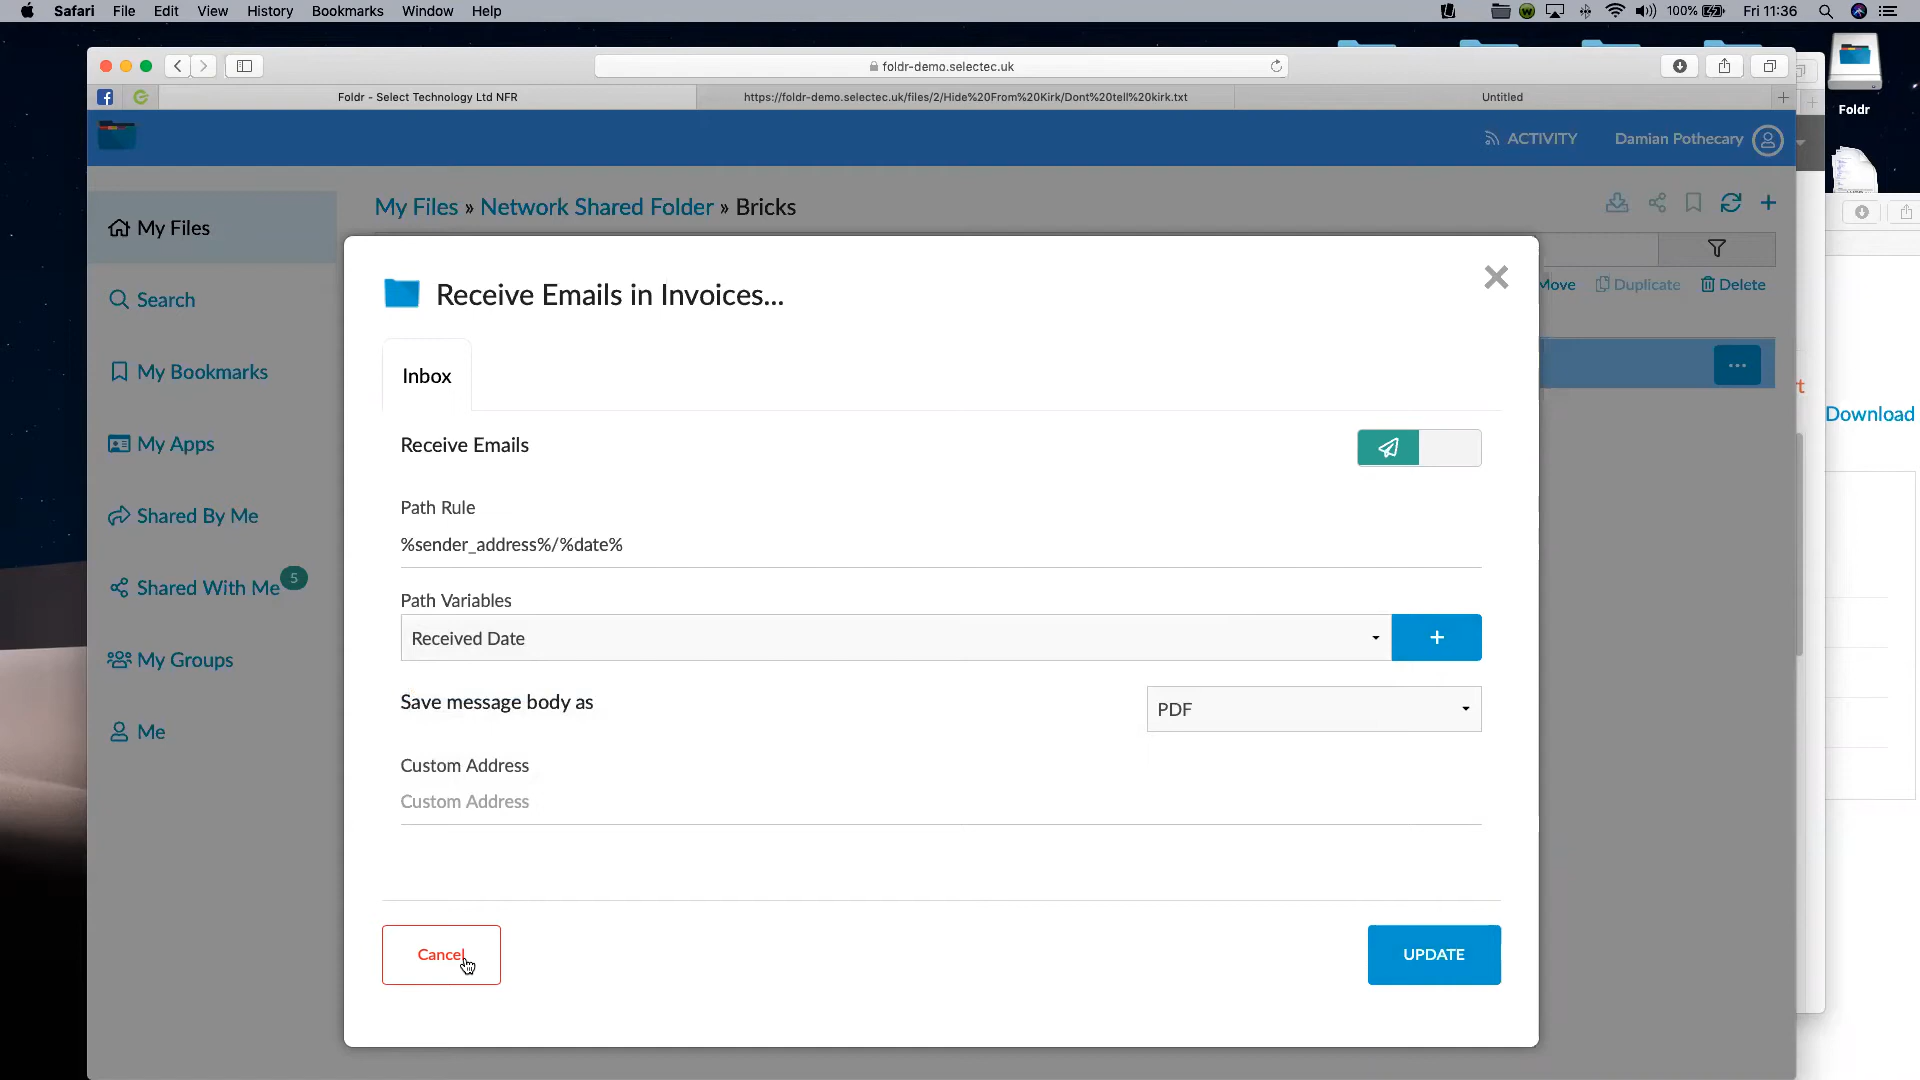 Safari File Edit View History Bookmarks Window Help 100% Fri 11:36
foldr-demo.selectec.uk
Foldr - Select Technology Ltd NFR https://foldr-demo.selectec.uk/files/2/Hide%20From%20Kirk/Dont%20tell%20kirk.txt Untitled
Foldr
ACTIVITY Damian Pothecary
My Files » Network Shared Folder » Bricks
My Files
Search
My Bookmarks
My Apps
Shared By Me
Shared With Me 5
My Groups
Me
Move Duplicate Delete
Download
Receive Emails in Invoices...
Inbox
Receive Emails
Path Rule
%sender_address%/%date%
Path Variables
Received Date
Save message body as PDF
Custom Address
Custom Address
Cancel UPDATE